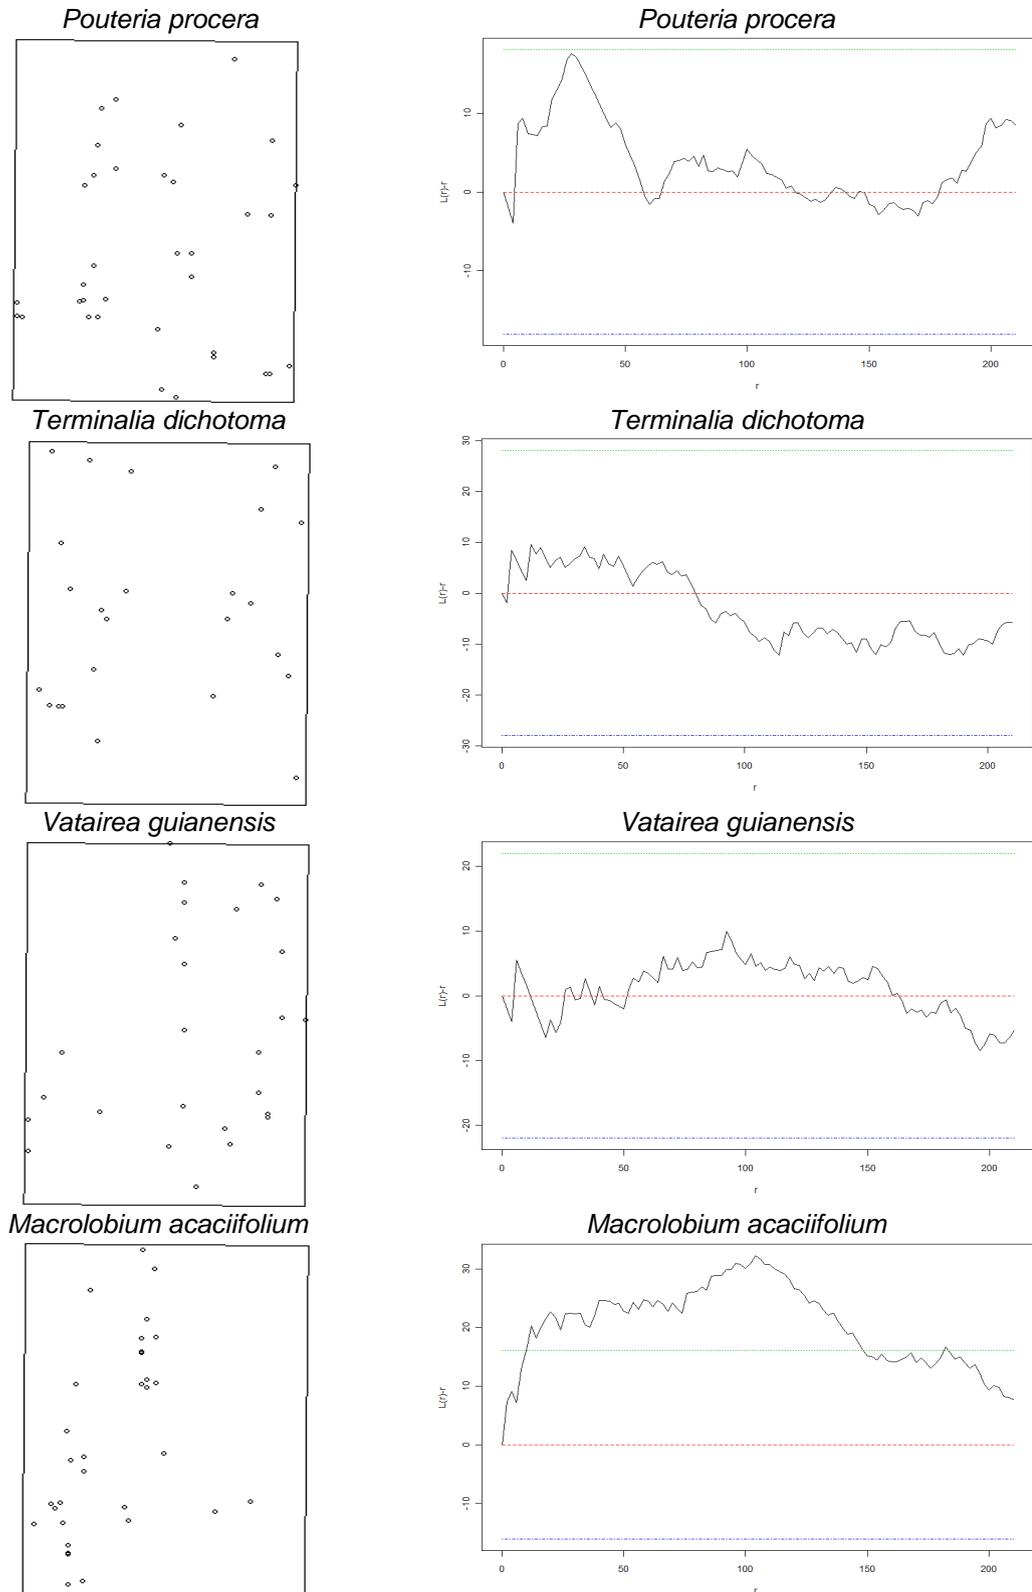 Pouteria procera
Pouteria procera
10
0
-10
L(r)-r
0
50
100
150
200
r
Terminalia dichotoma
Terminalia dichotoma
30
20
10
0
-10
-20
-30
L(r)-r
0
50
100
150
200
r
Vatairea guianensis
Vatairea guianensis
20
10
0
-10
-20
L(r)-r
0
50
100
150
200
r
Macrolobium acaciifolium
Macrolobium acaciifolium
30
20
10
0
-10
L(r)-r
0
50
100
150
200
r